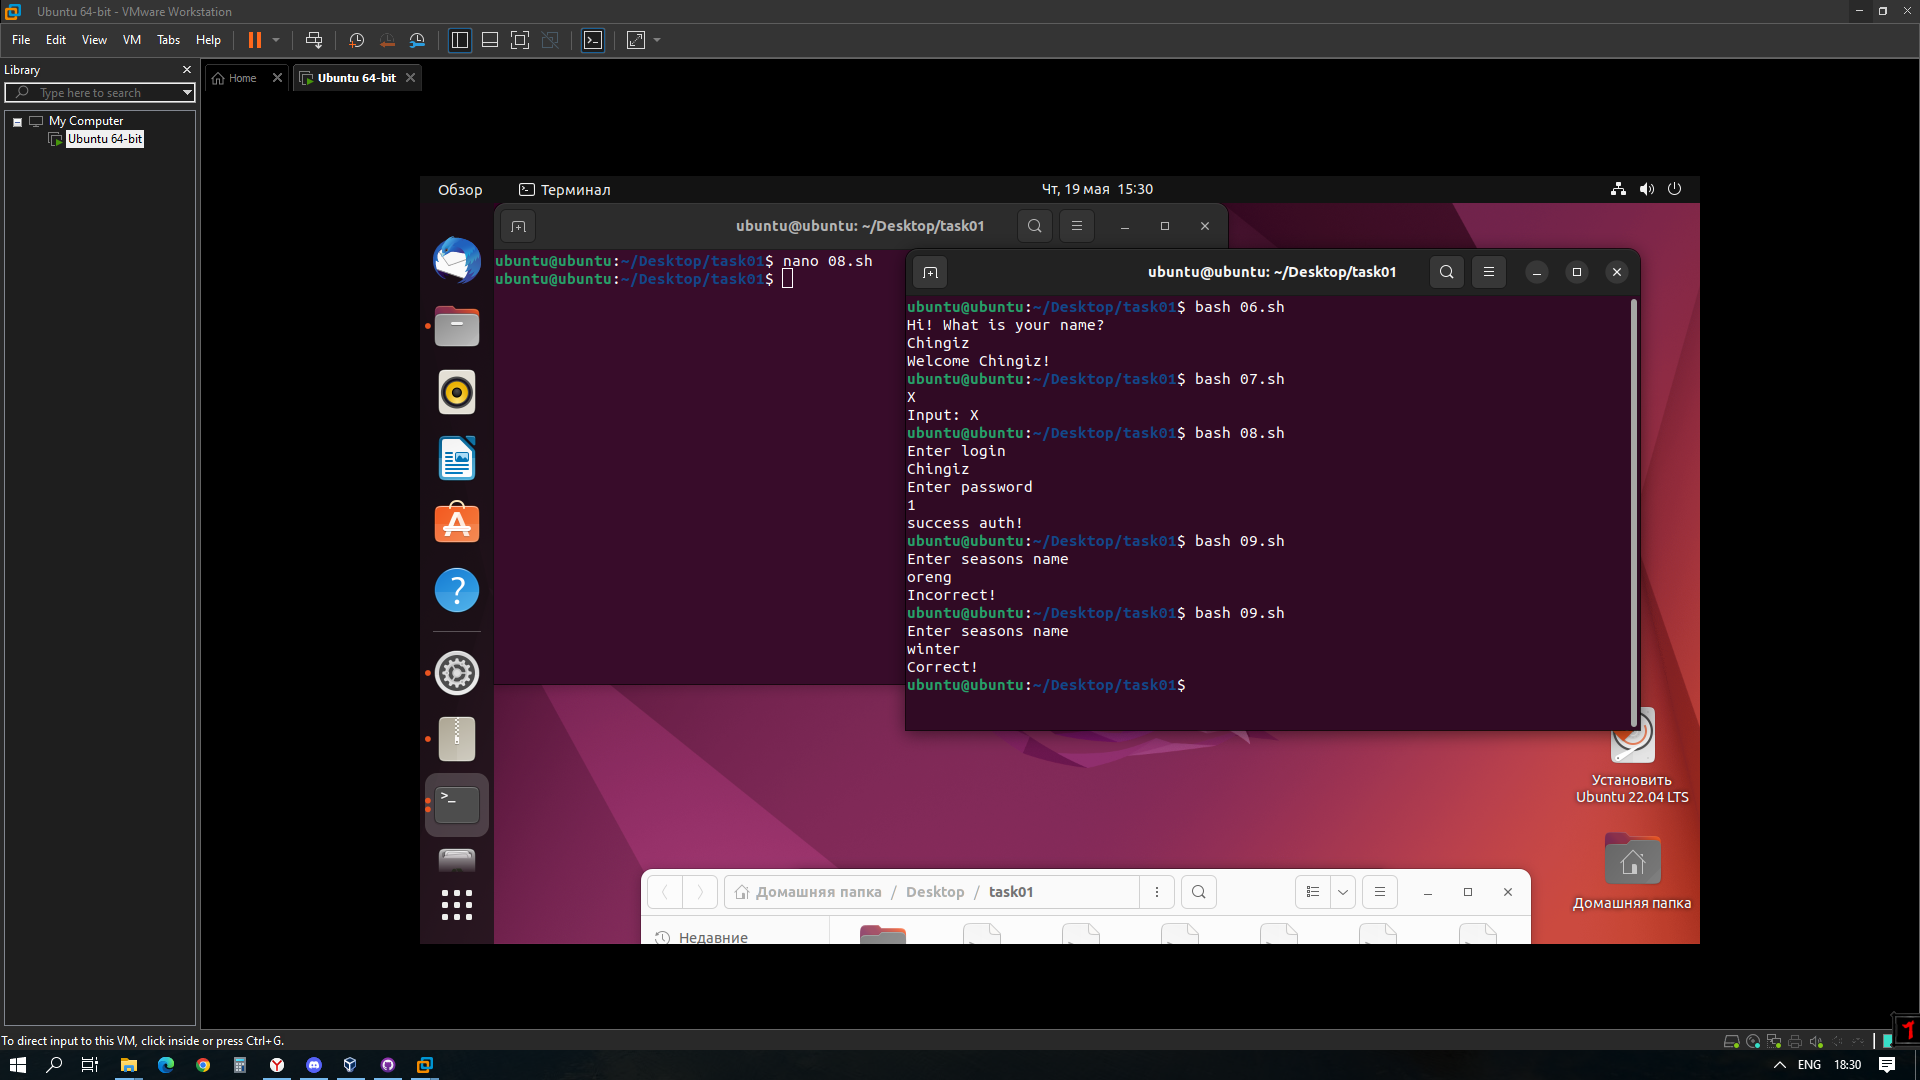 Ubuntu 64-bit - VMware Workstation
File Edit View VM Tabs Help
Library
Home
Ubuntu 64-bit
Type here to search
My Computer
Ubuntu 64-bit
Обзор
Терминал
Чт, 19 мая 15:30
ubuntu@ubuntu: ~/Desktop/task01
ubuntu@ubuntu:~/Desktop/task01$ nano 08.sh
ubuntu@ubuntu:~/Desktop/task01$
ubuntu@ubuntu: ~/Desktop/task01
ubuntu@ubuntu:~/Desktop/task01$ bash 06.sh
Hi! What is your name?
Chingiz
Welcome Chingiz!
ubuntu@ubuntu:~/Desktop/task01$ bash 07.sh
X
Input: X
ubuntu@ubuntu:~/Desktop/task01$ bash 08.sh
Enter login
Chingiz
Enter password
1
success auth!
ubuntu@ubuntu:~/Desktop/task01$ bash 09.sh
Enter seasons name
oreng
Incorrect!
ubuntu@ubuntu:~/Desktop/task01$ bash 09.sh
Enter seasons name
winter
Correct!
ubuntu@ubuntu:~/Desktop/task01$
Установить
Ubuntu 22.04 LTS
Домашняя папка
Домашняя папка / Desktop / task01
Недавние
To direct input to this VM, click inside or press Ctrl+G.
ENG
18:30